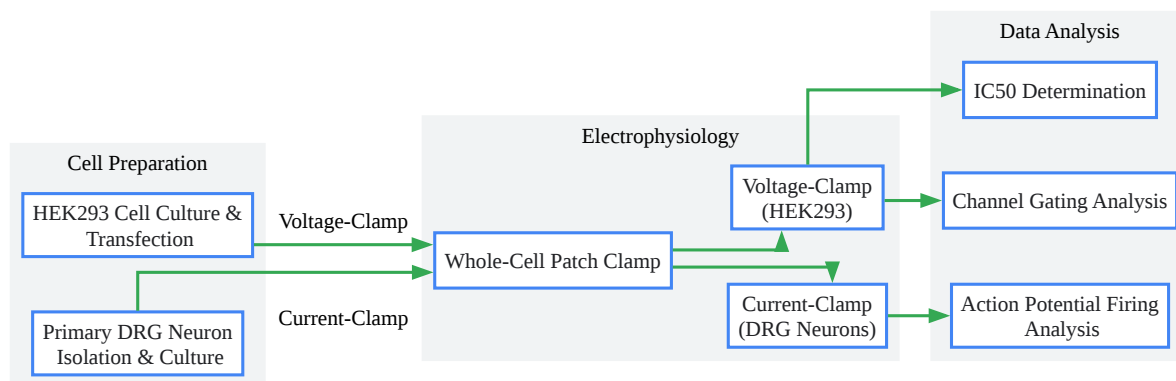 Cell Preparation
HEK293 Cell Culture &
Transfection
Primary DRG Neuron
Isolation & Culture
Voltage-Clamp
Current-Clamp
Electrophysiology
Whole-Cell Patch Clamp
Voltage-Clamp
(HEK293)
Current-Clamp
(DRG Neurons)
Data Analysis
IC50 Determination
Channel Gating Analysis
Action Potential Firing
Analysis